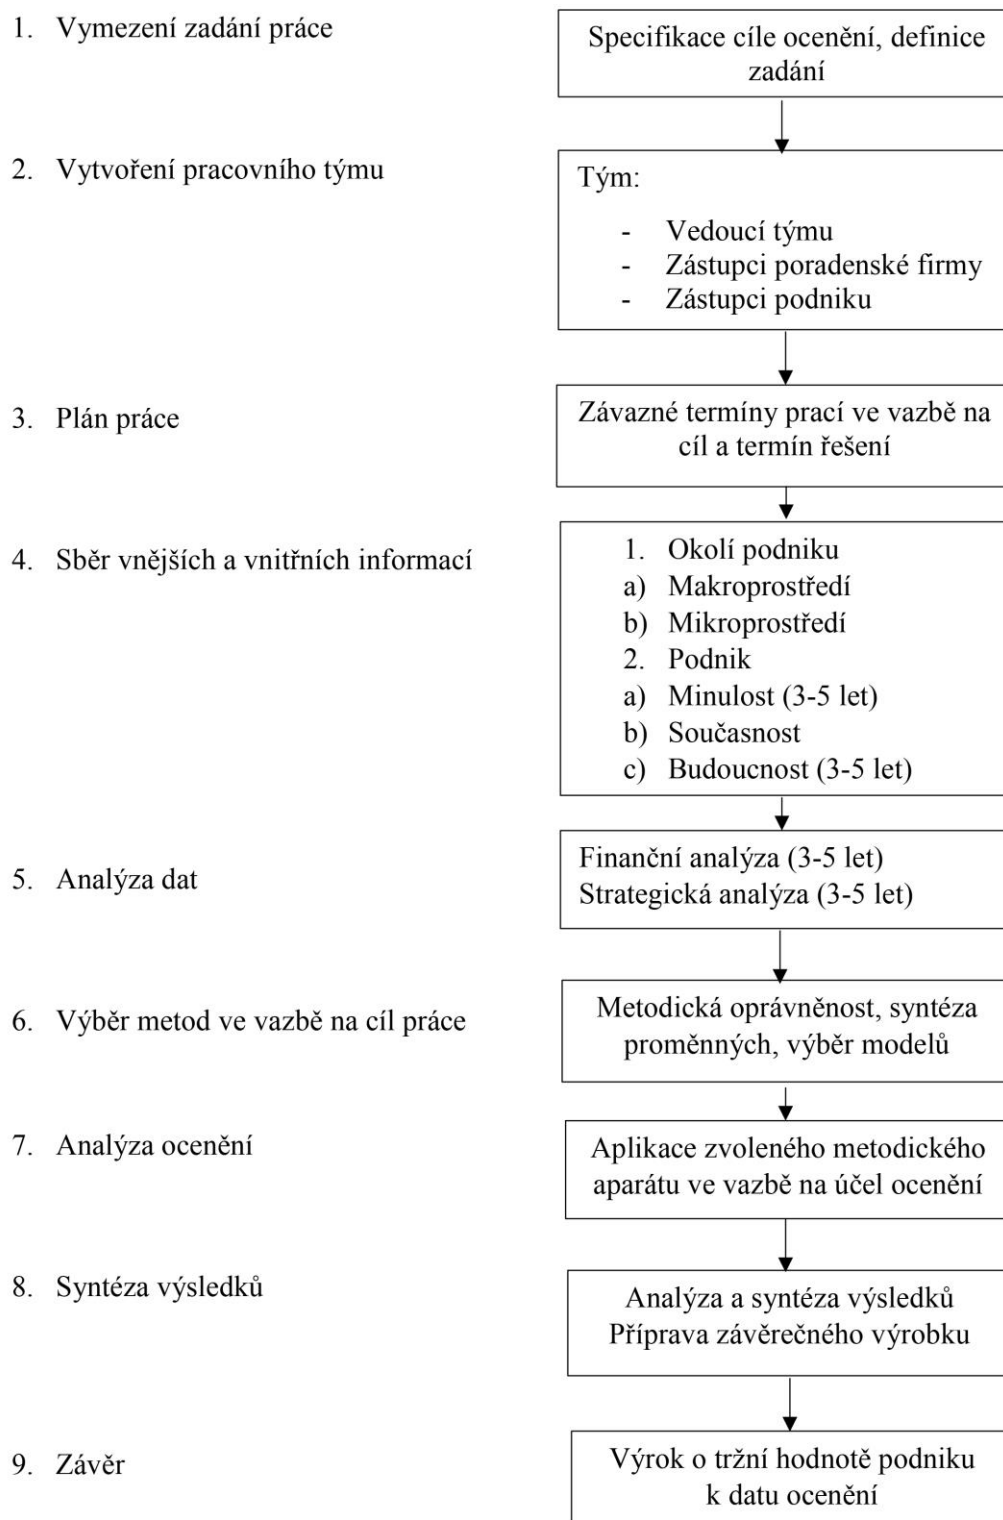 1. Vymezení zadání práce
Specifikace cíle ocenění, definice
zadání
2. Vytvoření pracovního týmu
Tým:
- Vedoucí týmu
- Zástupci poradenské firmy
- Zástupci podniku
3. Plán práce
Závazné termíny prací ve vazbě na
cíl a termín řešení
4. Sběr vnějších a vnitřních informací
1. Okolí podniku
a) Makroprostředí
b) Mikroprostředí
2. Podnik
a) Minulost (3-5 let)
b) Současnost
c) Budoucnost (3-5 let)
5. Analýza dat
Finanční analýza (3-5 let)
Strategická analýza (3-5 let)
6. Výběr metod ve vazbě na cíl práce
Metodická oprávněnost, syntéza
proměnných, výběr modelů
7. Analýza ocenění
Aplikace zvoleného metodického
aparátu ve vazbě na účel ocenění
8. Syntéza výsledků
Analýza a syntéza výsledků
Příprava závěrečného výrobku
9. Závěr
Výrok o tržní hodnotě podniku
k datu ocenění